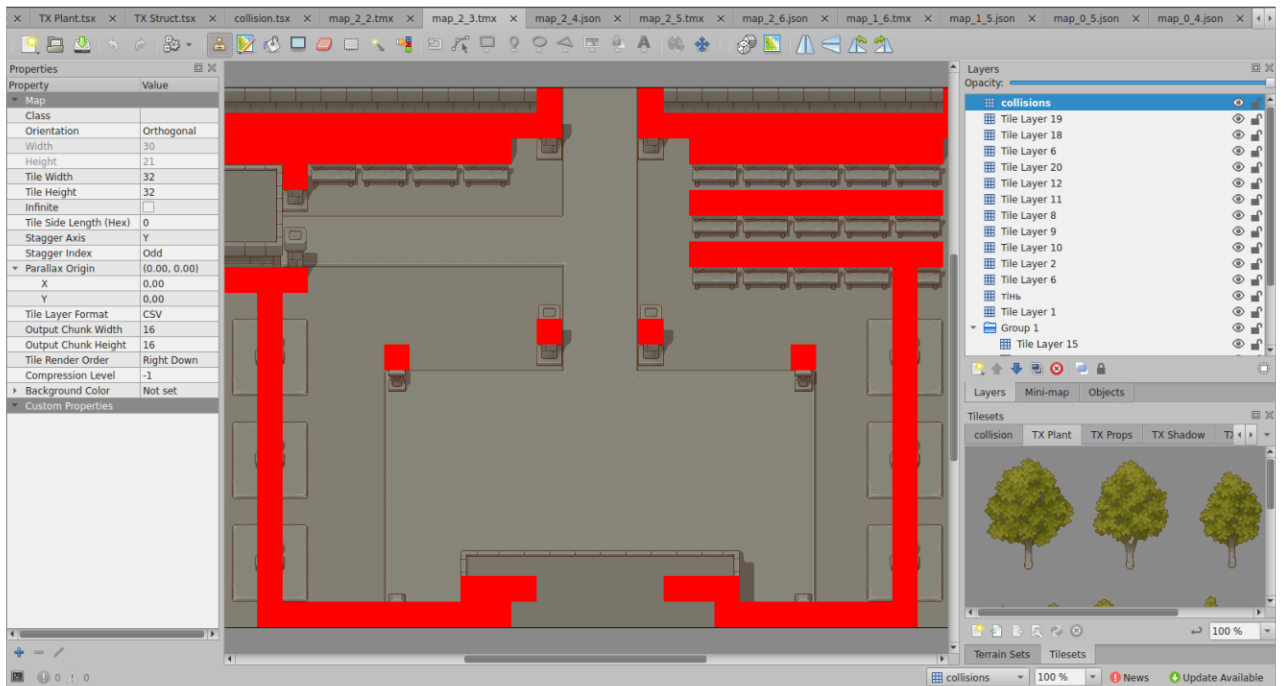 TX Plant.tsx TX Struct.tsx collision.tsx map_2_2.tmx map_2_3.tmx map_2_4.json map_2_5.tmx map_2_6.json map_1_6.tmx map_1_5.json map_0_5.json map_0_4.json
Properties
Property Value
Map
Class
Orientation Orthogonal
Width 30
Height 21
Tile Width 32
Tile Height 32
Infinite
Tile Side Length (Hex) 0
Stagger Axis Y
Stagger Index Odd
Parallax Origin (0.00, 0.00)
X 0,00
Y 0,00
Tile Layer Format CSV
Output Chunk Width 16
Output Chunk Height 16
Tile Render Order Right Down
Compression Level -1
Background Color Not set
Custom Properties
Layers
Opacity:
collisions
Tile Layer 19
Tile Layer 18
Tile Layer 6
Tile Layer 20
Tile Layer 12
Tile Layer 11
Tile Layer 8
Tile Layer 9
Tile Layer 10
Tile Layer 2
Tile Layer 6
тінь
Tile Layer 1
Group 1
Tile Layer 15
Layers Mini-map Objects
Tilesets
collision TX Plant TX Props TX Shadow
100 %
Terrain Sets Tilesets
0 0
collisions 100 % News Update Available